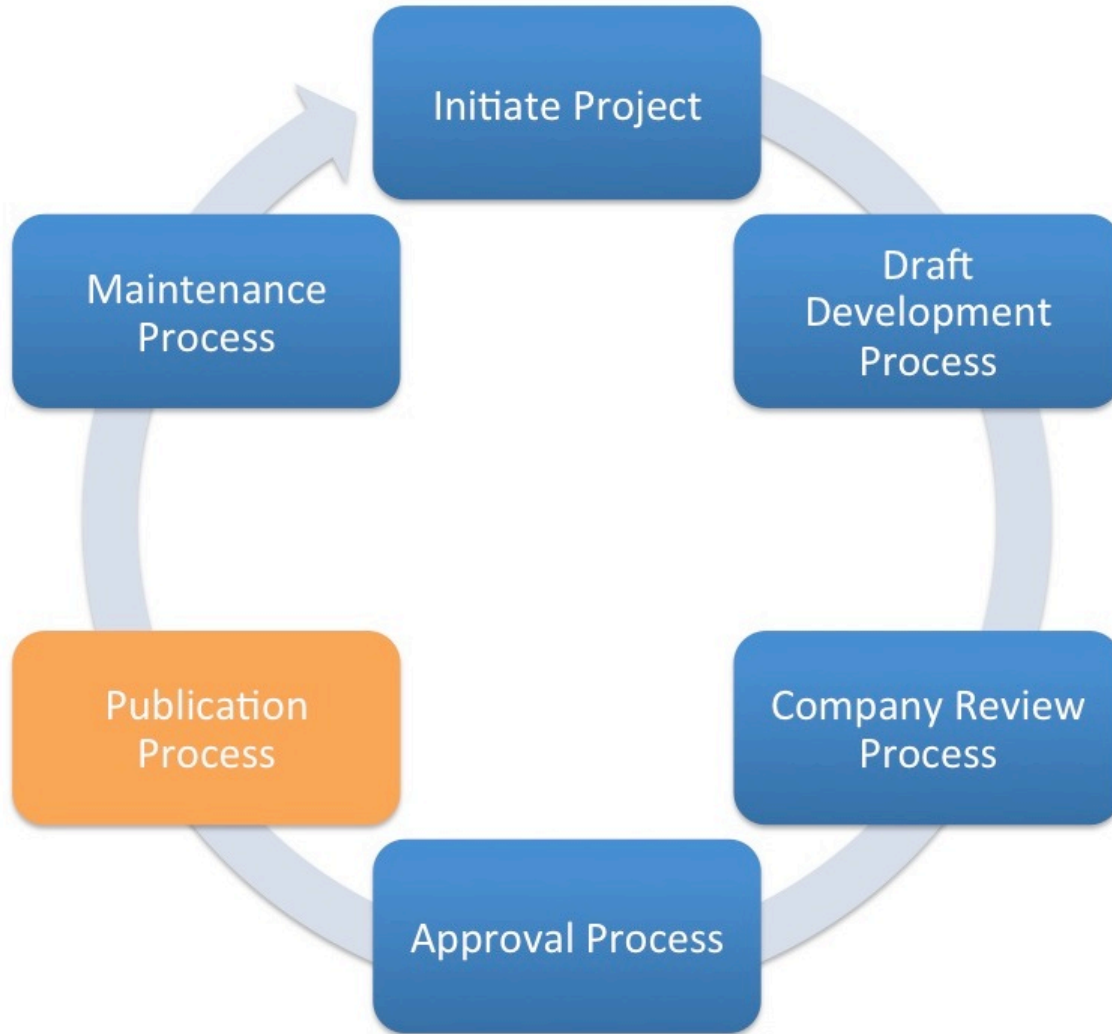 Initiate Project
Draft
Development
Process
Company Review
Process
Approval Process
Publication
Process
Maintenance
Process